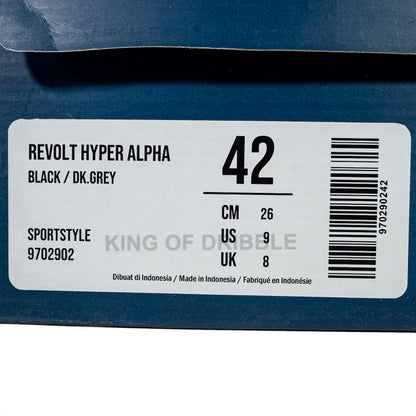 REVOLT HYPER ALPHA
BLACK / DK.GREY
42
CM 26
US 9
UK 8
SPORTSTYLE
9702902
KING OF DRIBBLE
Dibuat di Indonesia / Made in Indonesia / Fabriqué en Indonésie
970290242